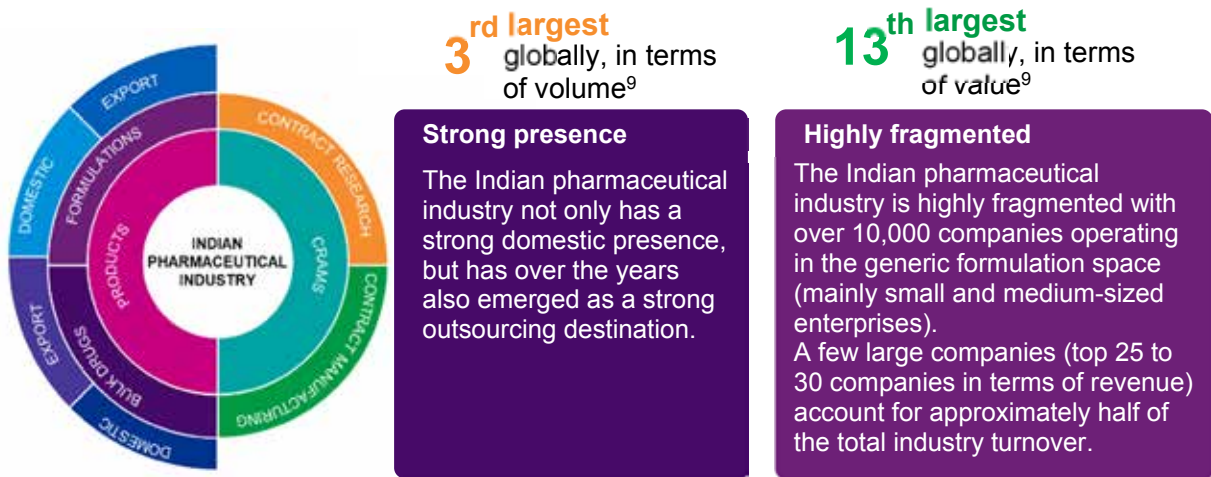 EXPORT
DOMESTIC
FORMULATIONS
PRODUCTS
BULK DRUGS
EXPORT
DOMESTIC
INDIAN
PHARMACEUTICAL
INDUSTRY
CRAMS
CONTRACT RESEARCH
CONTRACT MANUFACTURING
3rd largest
globally, in terms
of volume9
Strong presence
The Indian pharmaceutical
industry not only has a
strong domestic presence,
but has over the years
also emerged as a strong
outsourcing destination.
13th largest
globally, in terms
of value9
Highly fragmented
The Indian pharmaceutical
industry is highly fragmented with
over 10,000 companies operating
in the generic formulation space
(mainly small and medium-sized
enterprises).
A few large companies (top 25 to
30 companies in terms of revenue)
account for approximately half of
the total industry turnover.